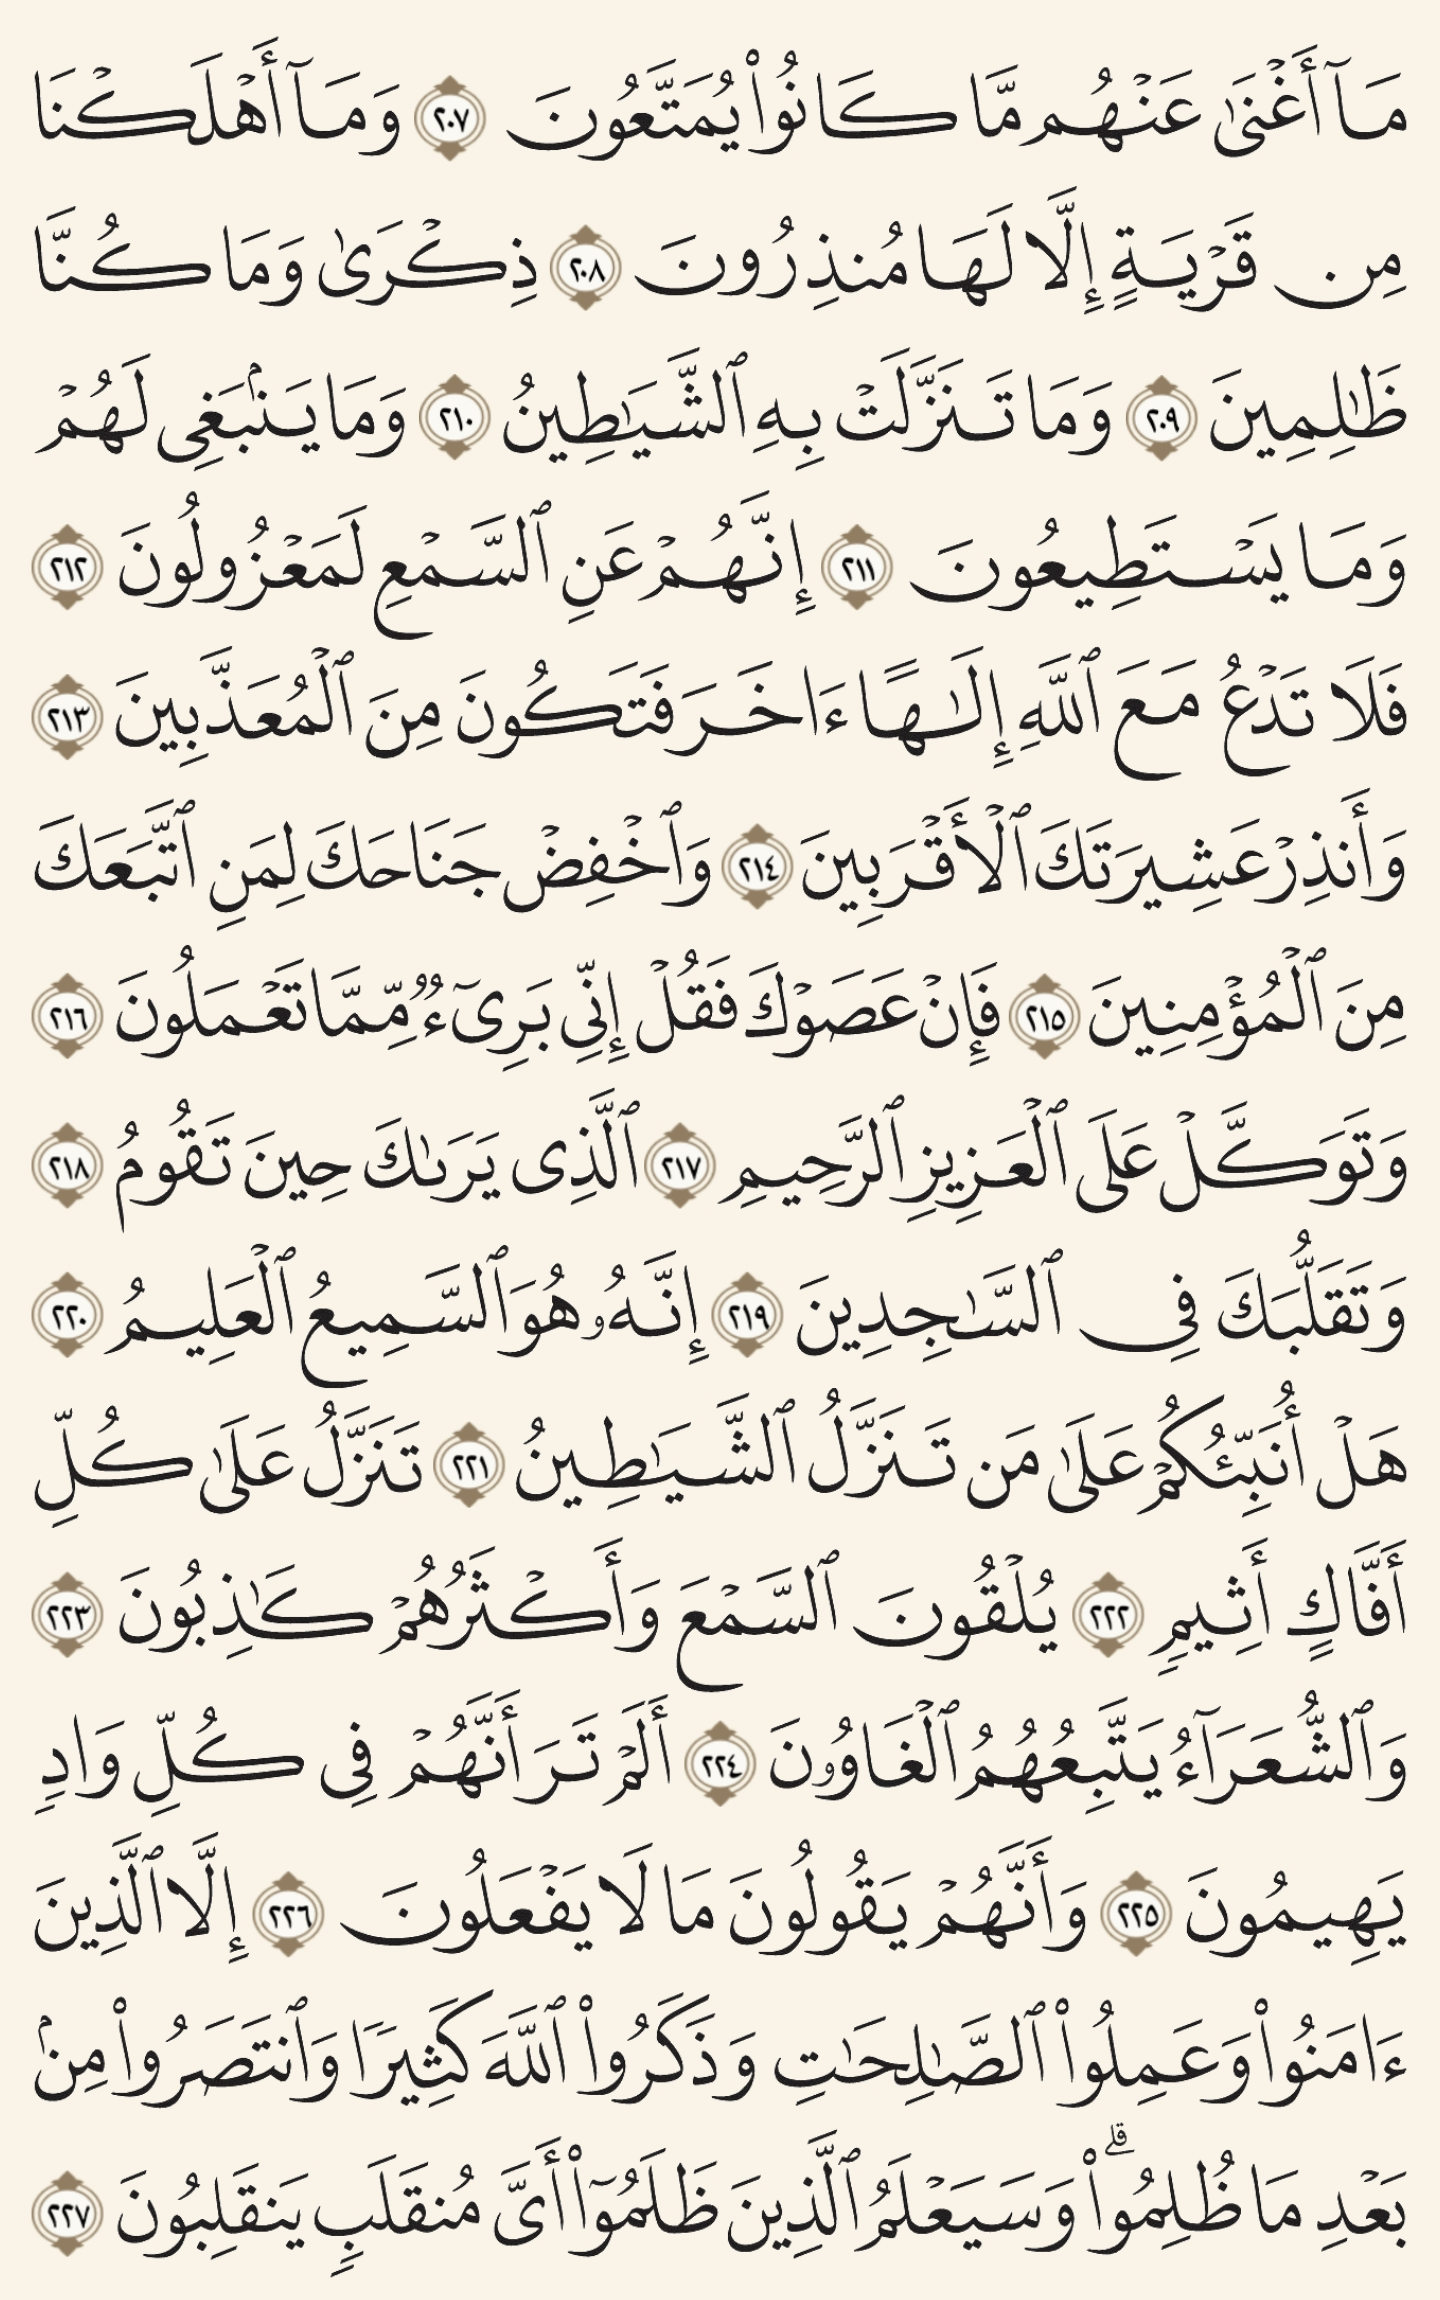 مَآ أَغْنَىٰ عَنْهُم مَّا كَانُوا۟ يُمَتَّعُونَ ٢٠٧ وَمَآ أَهْلَكْنَا
مِن قَرْيَةٍ إِلَّا لَهَا مُنذِرُونَ ٢٠٨ ذِكْرَىٰ وَمَا كُنَّا
ظَٰلِمِينَ ٢٠٩ وَمَا تَنَزَّلَتْ بِهِ ٱلشَّيَٰطِينُ ٢١٠ وَمَا يَنۢبَغِى لَهُمْ
وَمَا يَسْتَطِيعُونَ ٢١١ إِنَّهُمْ عَنِ ٱلسَّمْعِ لَمَعْزُولُونَ ٢١٢
فَلَا تَدْعُ مَعَ ٱللَّهِ إِلَٰهًا ءَاخَرَ فَتَكُونَ مِنَ ٱلْمُعَذَّبِينَ ٢١٣
وَأَنذِرْ عَشِيرَتَكَ ٱلْأَقْرَبِينَ ٢١٤ وَٱخْفِضْ جَنَاحَكَ لِمَنِ ٱتَّبَعَكَ
مِنَ ٱلْمُؤْمِنِينَ ٢١٥ فَإِنْ عَصَوْكَ فَقُلْ إِنِّى بَرِىٓءٌ مِّمَّا تَعْمَلُونَ ٢١٦
وَتَوَكَّلْ عَلَى ٱلْعَزِيزِ ٱلرَّحِيمِ ٢١٧ ٱلَّذِى يَرَىٰكَ حِينَ تَقُومُ ٢١٨
وَتَقَلُّبَكَ فِى ٱلسَّٰجِدِينَ ٢١٩ إِنَّهُۥ هُوَ ٱلسَّمِيعُ ٱلْعَلِيمُ ٢٢٠
هَلْ أُنَبِّئُكُمْ عَلَىٰ مَن تَنَزَّلُ ٱلشَّيَٰطِينُ ٢٢١ تَنَزَّلُ عَلَىٰ كُلِّ
أَفَّاكٍ أَثِيمٍ ٢٢٢ يُلْقُونَ ٱلسَّمْعَ وَأَكْثَرُهُمْ كَٰذِبُونَ ٢٢٣
وَٱلشُّعَرَآءُ يَتَّبِعُهُمُ ٱلْغَاوُۥنَ ٢٢٤ أَلَمْ تَرَ أَنَّهُمْ فِى كُلِّ وَادٍ
يَهِيمُونَ ٢٢٥ وَأَنَّهُمْ يَقُولُونَ مَا لَا يَفْعَلُونَ ٢٢٦ إِلَّا ٱلَّذِينَ
ءَامَنُوا۟ وَعَمِلُوا۟ ٱلصَّٰلِحَٰتِ وَذَكَرُوا۟ ٱللَّهَ كَثِيرًا وَٱنتَصَرُوا۟ مِنۢ
بَعْدِ مَا ظُلِمُوا۟ ۗ وَسَيَعْلَمُ ٱلَّذِينَ ظَلَمُوٓا۟ أَىَّ مُنقَلَبٍ يَنقَلِبُونَ ٢٢٧